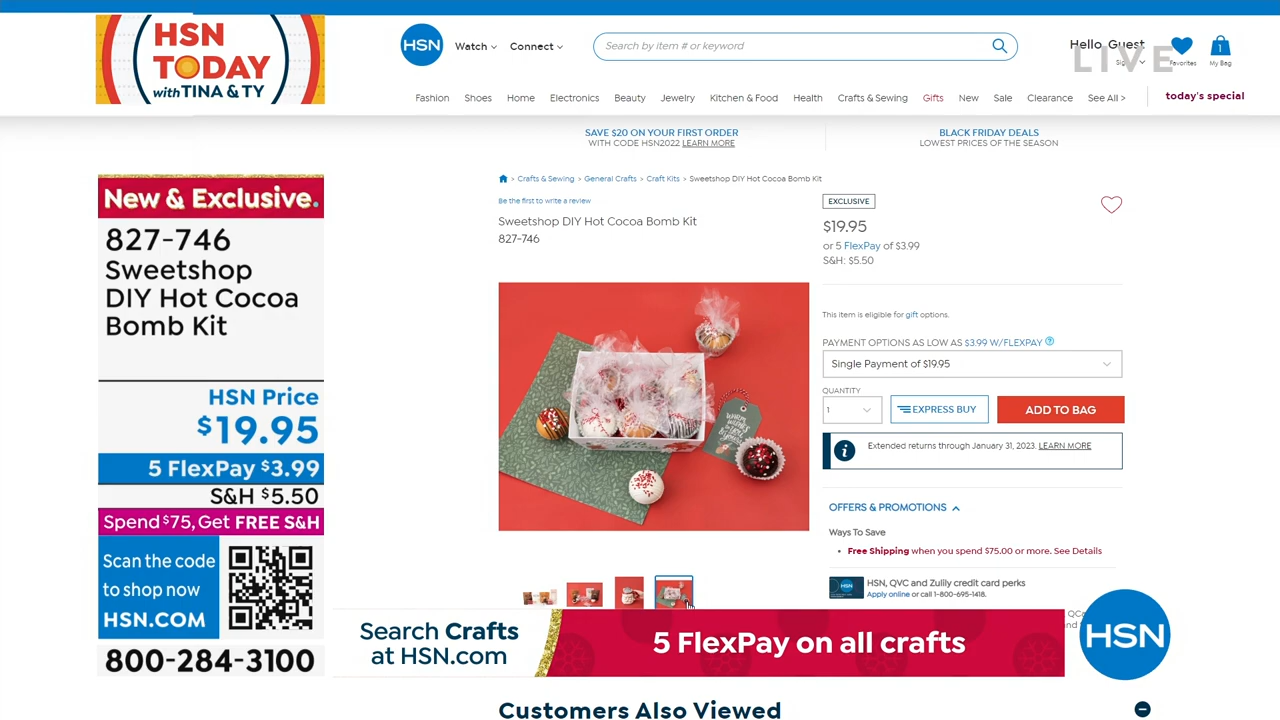 HSN
TODAY
with TINA & TY
HSN
Watch
Connect
Search by item # or keyword
Hello, Guest
LIVE
Favorites
1
My Bag
Fashion
Shoes
Home
Electronics
Beauty
Jewelry
Kitchen & Food
Health
Crafts & Sewing
Gifts
New
Sale
Clearance
See All >
today's special
SAVE $20 ON YOUR FIRST ORDER
WITH CODE HSN2022 LEARN MORE
BLACK FRIDAY DEALS
LOWEST PRICES OF THE SEASON
New & Exclusive.
827-746
Sweetshop
DIY Hot Cocoa
Bomb Kit
HSN Price
$19.95
5 FlexPay $3.99
S&H $5.50
Spend $75, Get FREE S&H
Scan the code
to shop now
HSN.COM
800-284-3100
> Crafts & Sewing > General Crafts > Craft Kits > Sweetshop DIY Hot Cocoa Bomb Kit
Be the first to write a review
Sweetshop DIY Hot Cocoa Bomb Kit
827-746
EXCLUSIVE
$19.95
or 5 FlexPay of $3.99
S&H: $5.50
This item is eligible for gift options.
PAYMENT OPTIONS AS LOW AS $3.99 W/FLEXPAY ?
Single Payment of $19.95
QUANTITY
1
EXPRESS BUY
ADD TO BAG
Extended returns through January 31, 2023. LEARN MORE
OFFERS & PROMOTIONS
Ways To Save
• Free Shipping when you spend $75.00 or more. See Details
HSN
HSN, QVC and Zulily credit card perks
Apply online or call 1-800-695-1418.
Search Crafts
at HSN.com
5 FlexPay on all crafts
HSN
Customers Also Viewed